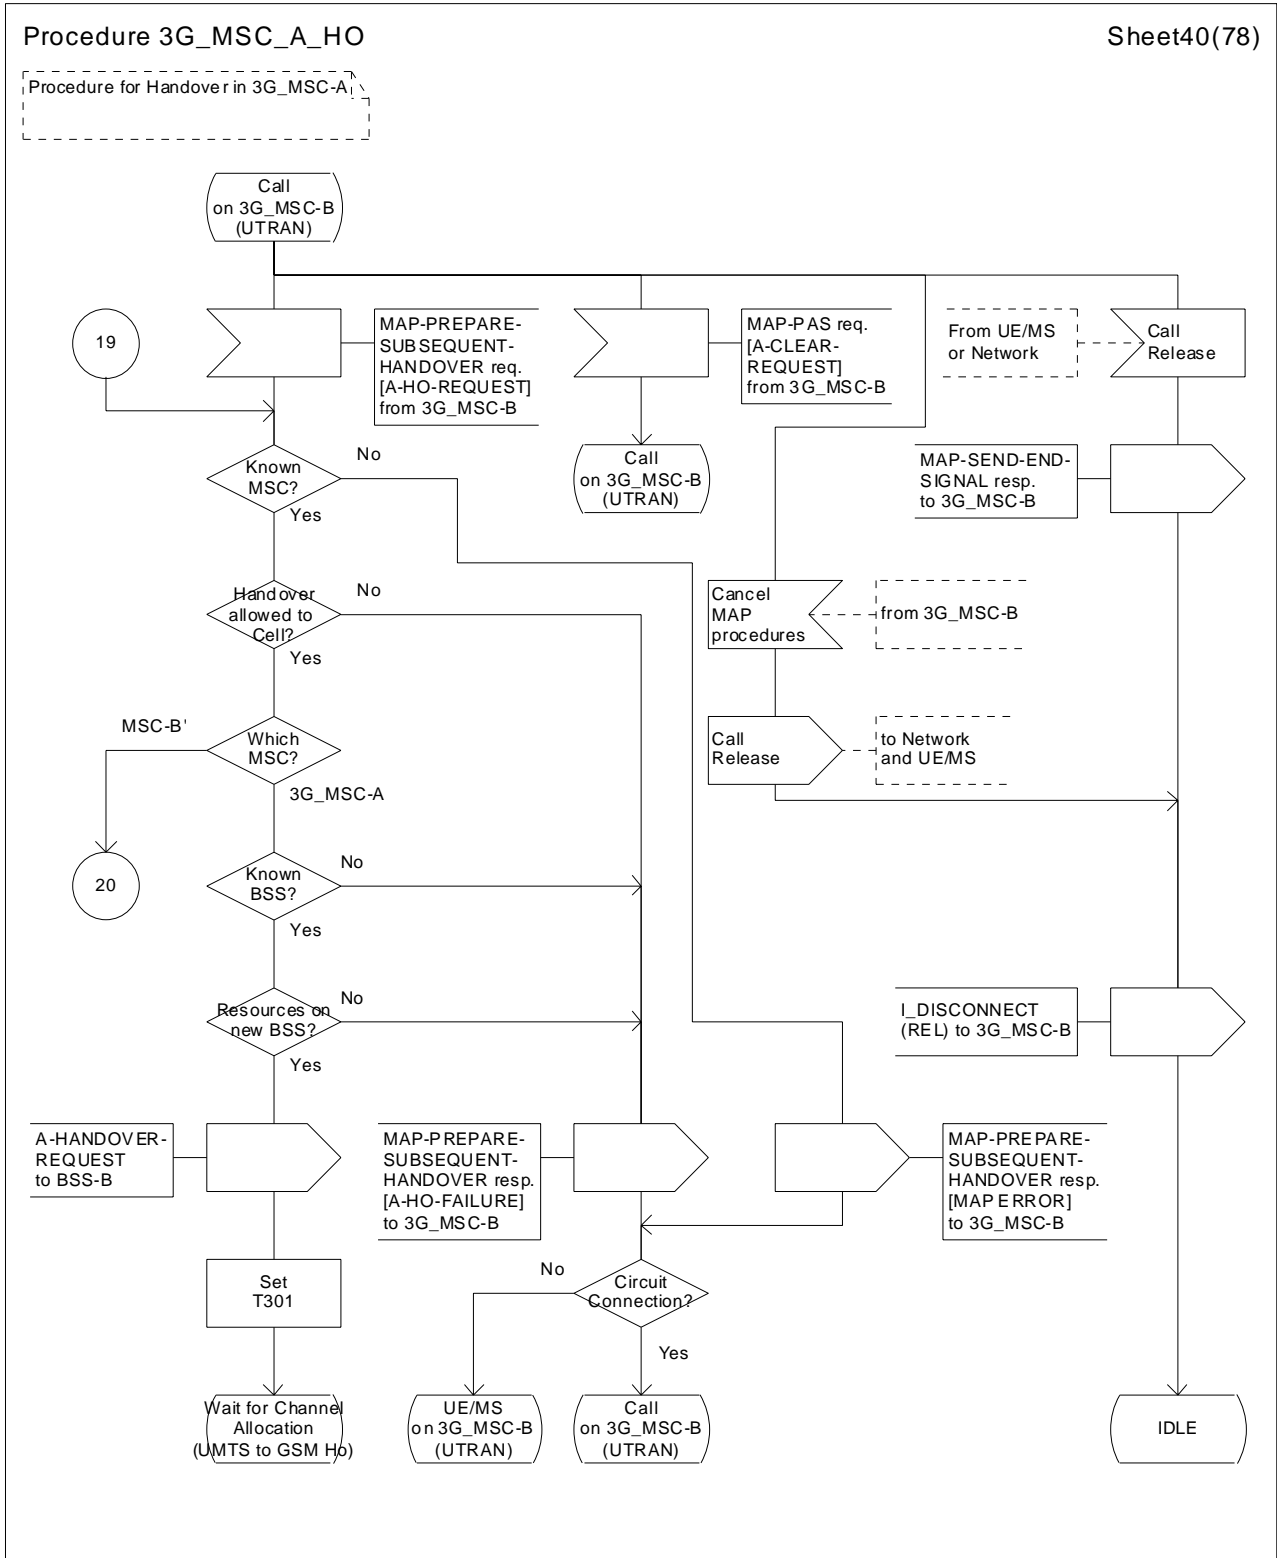 Procedure 3G_MSC_A_HO
Sheet40(78)
Procedure for Handover in 3G_MSC-A
Call
on 3G_MSC-B
(UTRAN)
19
MAP-PREPARE-
SUBSEQUENT-
HANDOVER req.
[A-HO-REQUEST]
from 3G_MSC-B
MAP-PAS req.
[A-CLEAR-
REQUEST]
from 3G_MSC-B
From UE/MS
or Network
Call
Release
Known
MSC?
No
Yes
Call
on 3G_MSC-B
(UTRAN)
MAP-SEND-END-
SIGNAL resp.
to 3G_MSC-B
Handover
allowed to
Cell?
No
Yes
Cancel
MAP
procedures
from 3G_MSC-B
MSC-B'
Which
MSC?
3G_MSC-A
Call
Release
to Network
and UE/MS
20
Known
BSS?
No
Yes
Resources on
new BSS?
No
Yes
I_DISCONNECT
(REL) to 3G_MSC-B
A-HANDOVER-
REQUEST
to BSS-B
MAP-PREPARE-
SUBSEQUENT-
HANDOVER resp.
[A-HO-FAILURE]
to 3G_MSC-B
MAP-PREPARE-
SUBSEQUENT-
HANDOVER resp.
[MAP ERROR]
to 3G_MSC-B
Set
T301
No
Circuit
Connection?
Yes
Wait for Channel
Allocation
(UMTS to GSM Ho)
UE/MS
on 3G_MSC-B
(UTRAN)
Call
on 3G_MSC-B
(UTRAN)
IDLE